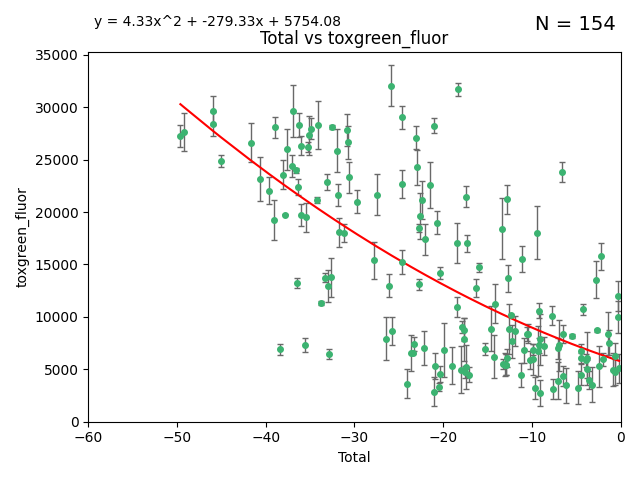 y = 4.33x^2 + -279.33x + 5754.08
N = 154
Total vs toxgreen_fluor
35000
30000
25000
20000
15000
10000
5000
0
toxgreen_fluor
−60 −50 −40 −30 −20 −10 0
Total